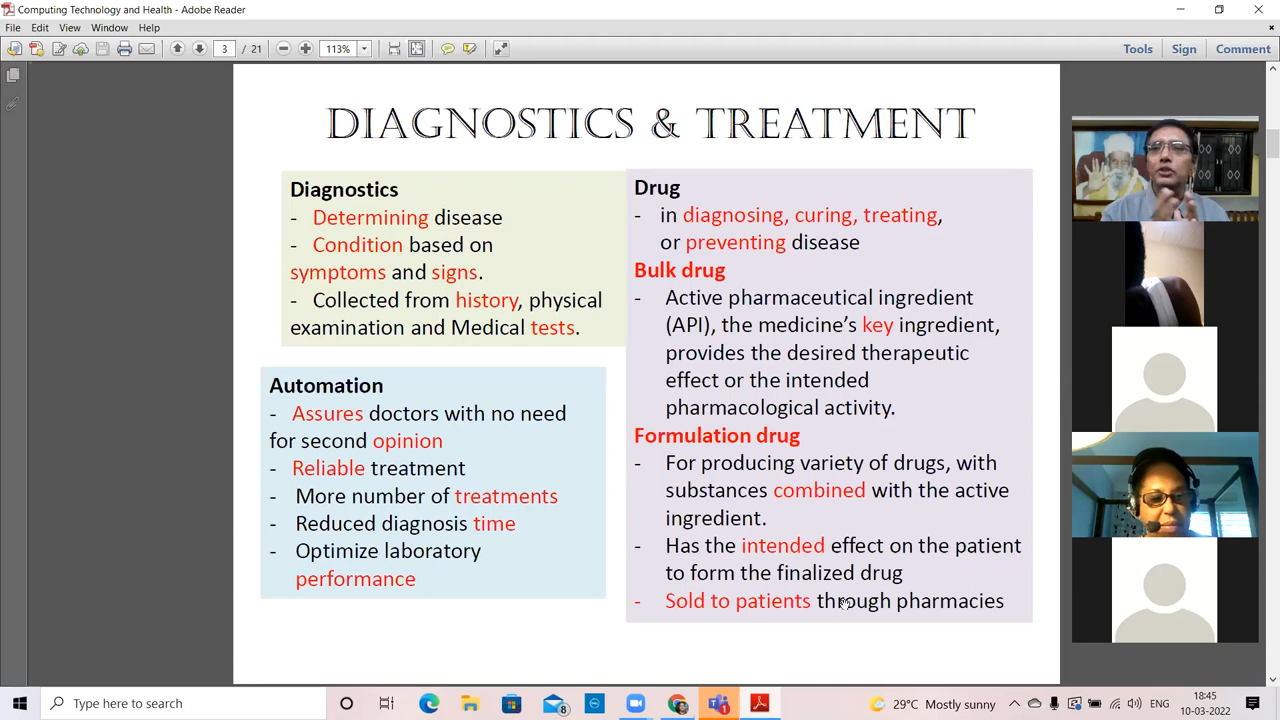 Computing Technology and Health - Adobe Reader
File Edit View Window Help
3 / 21 113% Tools Sign Comment
DIAGNOSTICS & TREATMENT
Diagnostics
- Determining disease
- Condition based on
symptoms and signs.
- Collected from history, physical
examination and Medical tests.
Automation
- Assures doctors with no need
for second opinion
- Reliable treatment
- More number of treatments
- Reduced diagnosis time
- Optimize laboratory
performance
Drug
- in diagnosing, curing, treating,
or preventing disease
Bulk drug
- Active pharmaceutical ingredient
(API), the medicine’s key ingredient,
provides the desired therapeutic
effect or the intended
pharmacological activity.
Formulation drug
- For producing variety of drugs, with
substances combined with the active
ingredient.
- Has the intended effect on the patient
to form the finalized drug
- Sold to patients through pharmacies
Type here to search
8
1
29°C Mostly sunny
ENG
18:45
10-03-2022